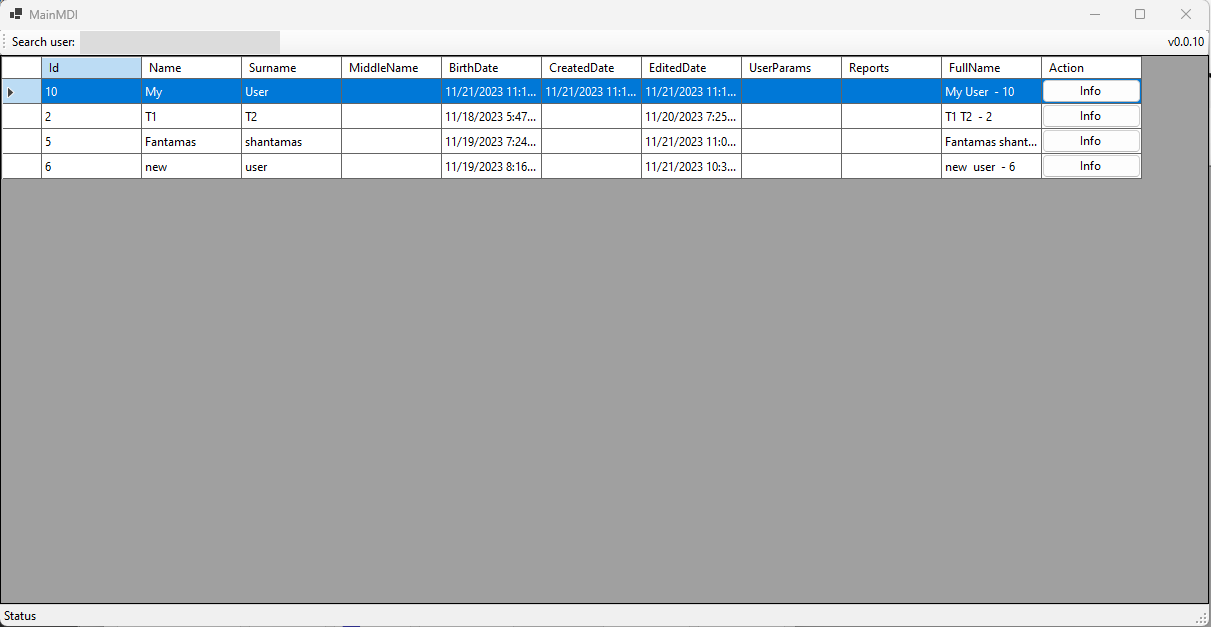 MainMDI
Search user: v0.0.10
Id Name Surname MiddleName BirthDate CreatedDate EditedDate UserParams Reports FullName Action
10 My User 11/21/2023 11:1... 11/21/2023 11:1... 11/21/2023 11:1... My User - 10 Info
2 T1 T2 11/18/2023 5:47... 11/20/2023 7:25... T1 T2 - 2 Info
5 Fantamas shantamas 11/19/2023 7:24... 11/21/2023 11:0... Fantamas shant... Info
6 new user 11/19/2023 8:16... 11/21/2023 10:3... new user - 6 Info
Status